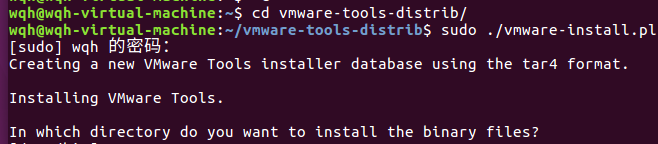 wqh@wqh-virtual-machine:~$ cd vmware-tools-distrib/
wqh@wqh-virtual-machine:~/vmware-tools-distrib$ sudo ./vmware-install.pl
[sudo] wqh 的密码：
Creating a new VMware Tools installer database using the tar4 format.
Installing VMware Tools.
In which directory do you want to install the binary files?